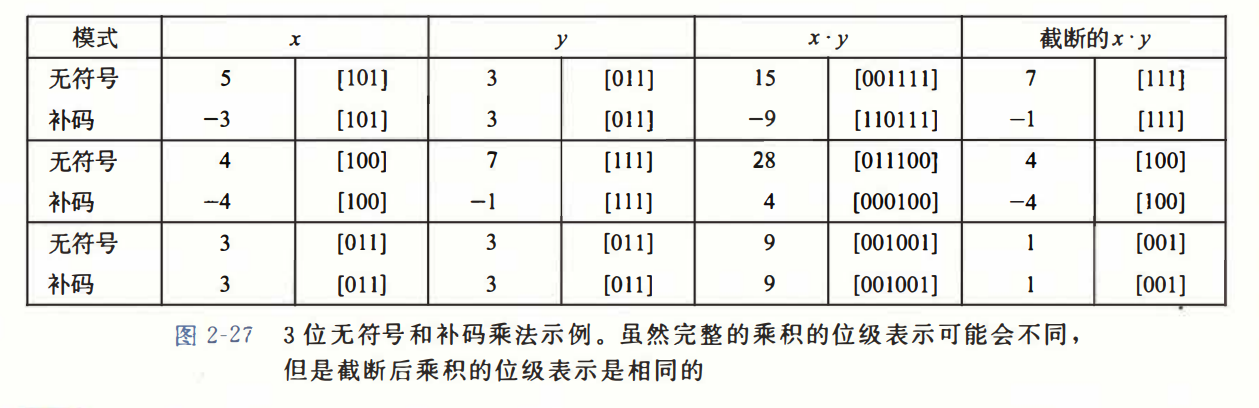 模式 x y x · y 截断的x · y
无符号 5 [101] 3 [011] 15 [001111] 7 [111]
补码 −3 [101] 3 [011] −9 [110111] −1 [111]
无符号 4 [100] 7 [111] 28 [011100] 4 [100]
补码 −4 [100] −1 [111] 4 [000100] −4 [100]
无符号 3 [011] 3 [011] 9 [001001] 1 [001]
补码 3 [011] 3 [011] 9 [001001] 1 [001]
图 2-27 3 位无符号和补码乘法示例。虽然完整的乘积的位级表示可能会不同，
但是截断后乘积的位级表示是相同的